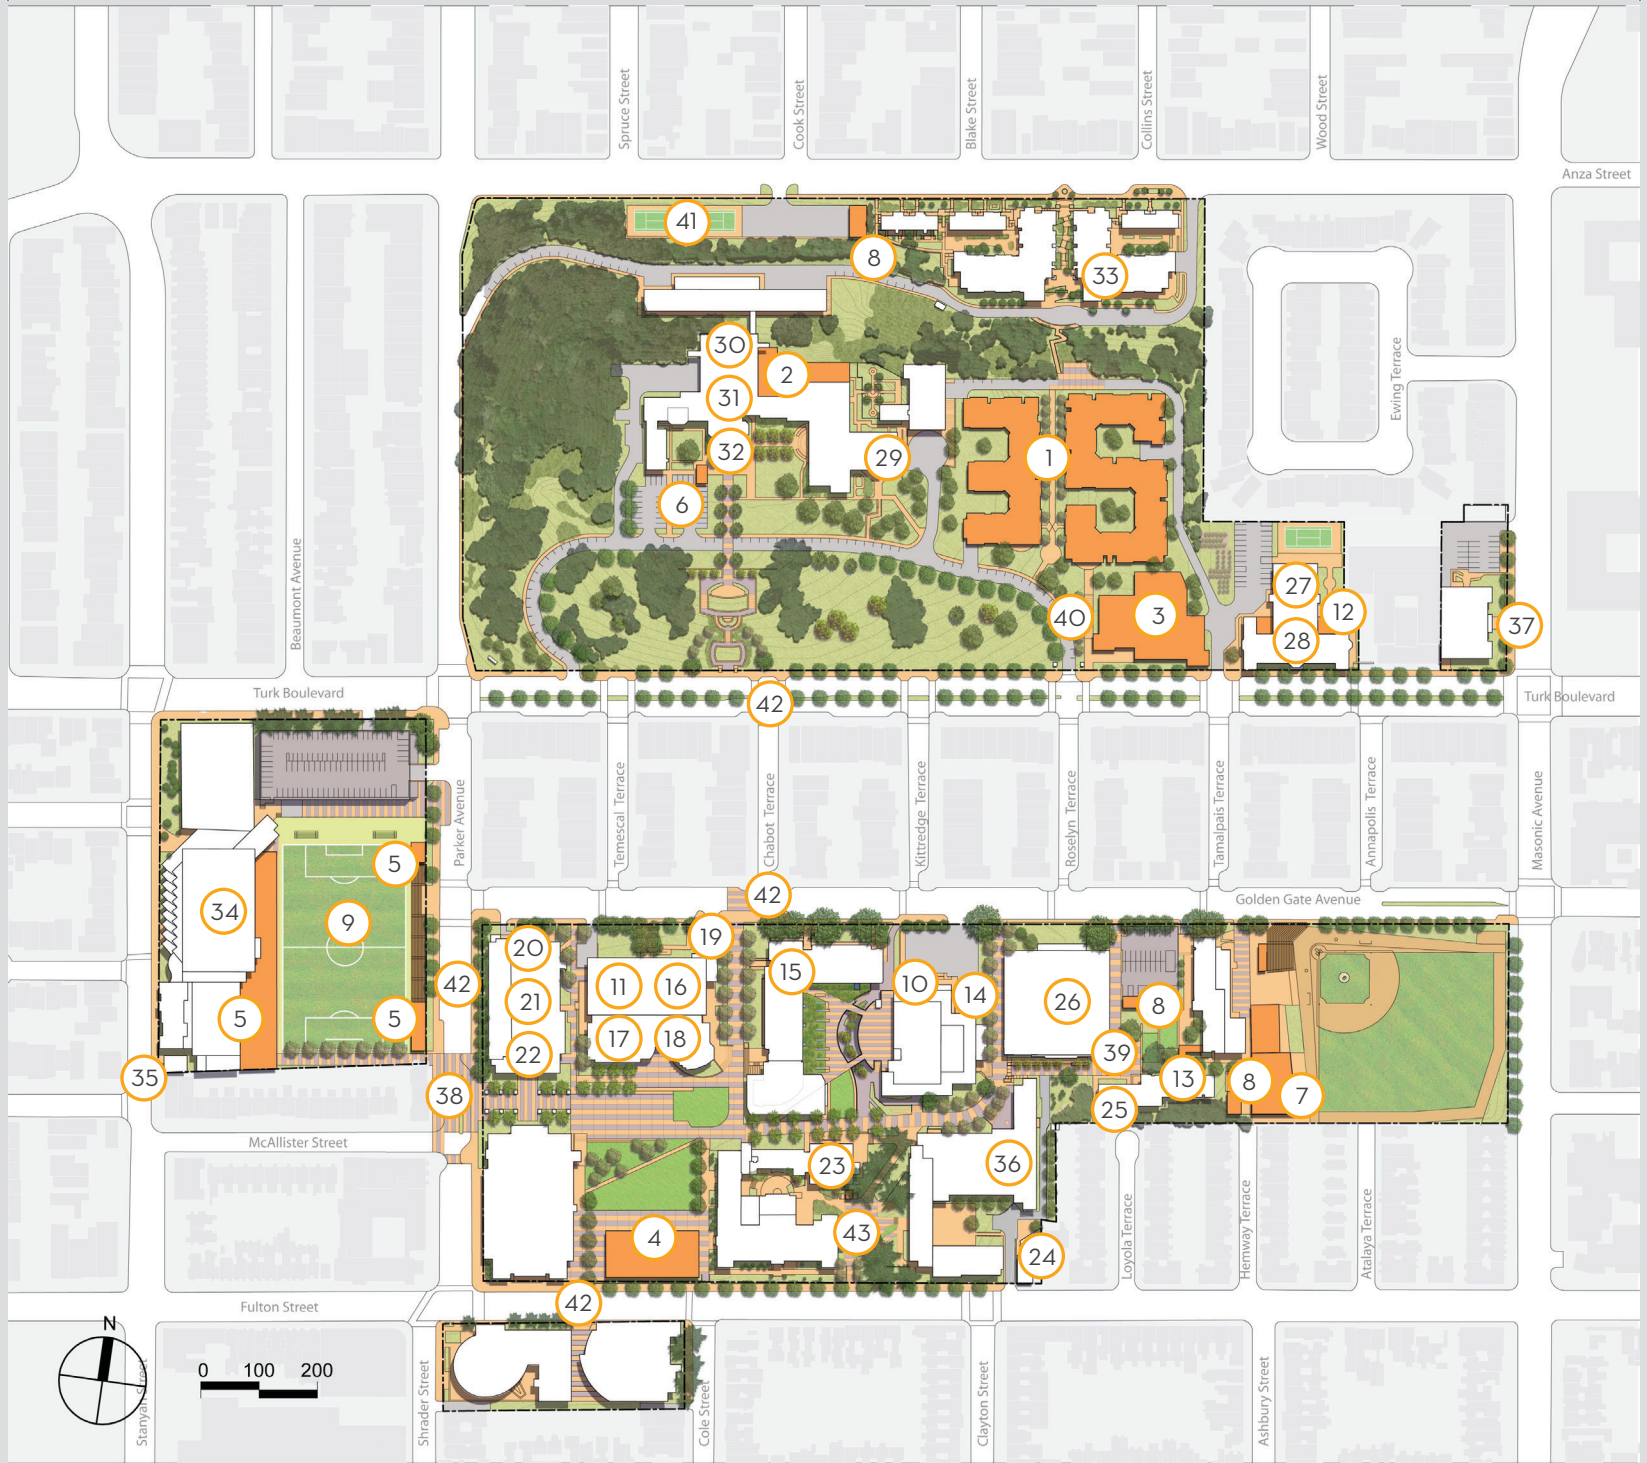 Spruce Street
Cook Street
Blake Street
Collins Street
Wood Street
Anza Street
41
8
33
30
2
31
32
29
1
6
Ewing Terrace
Beaumont Avenue
27
12
40
3
28
37
Turk Boulevard
42
Turk Boulevard
Parker Avenue
Temescal Terrace
Chabot Terrace
Kittredge Terrace
Roselyn Terrace
Tamalpais Terrace
Annapolis Terrace
Masonic Avenue
5
34
9
42
Golden Gate Avenue
20
19
11
16
15
10
14
42
21
26
8
5
5
17
18
22
39
35
38
13
8
7
25
McAllister Street
23
36
43
4
24
Loyola Terrace
Hemway Terrace
Atalaya Terrace
Fulton Street
42
N
0 100 200
Stanyan Street
Shrader Street
Cole Street
Clayton Street
Ashbury Street